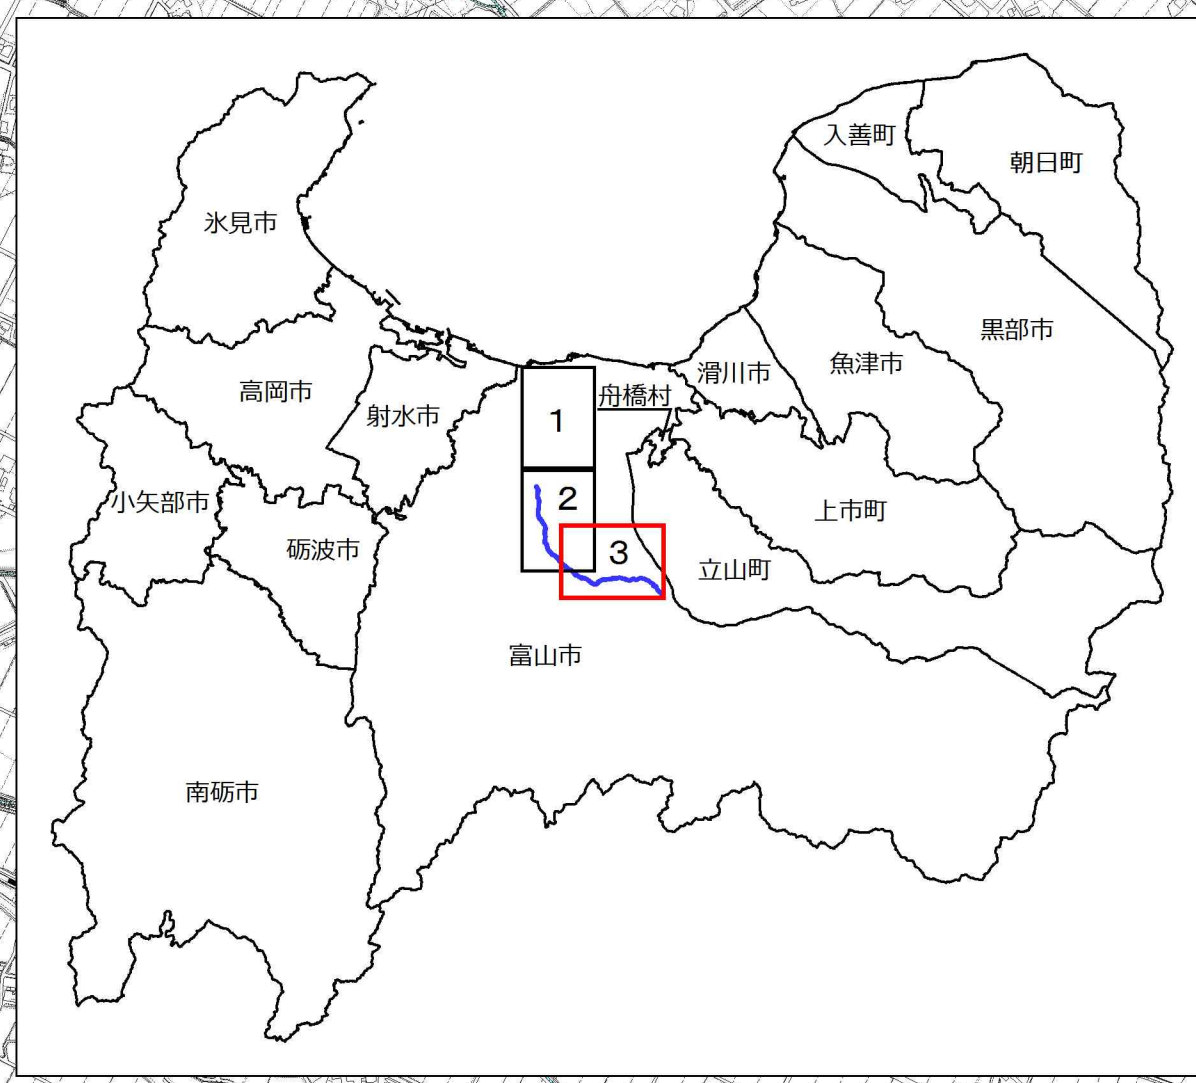 入善町
朝日町
氷見市
黒部市
魚津市
滑川市
高岡市
舟橋村
射水市
1
2
小矢部市
上市町
砺波市
3
立山町
富山市
南砺市